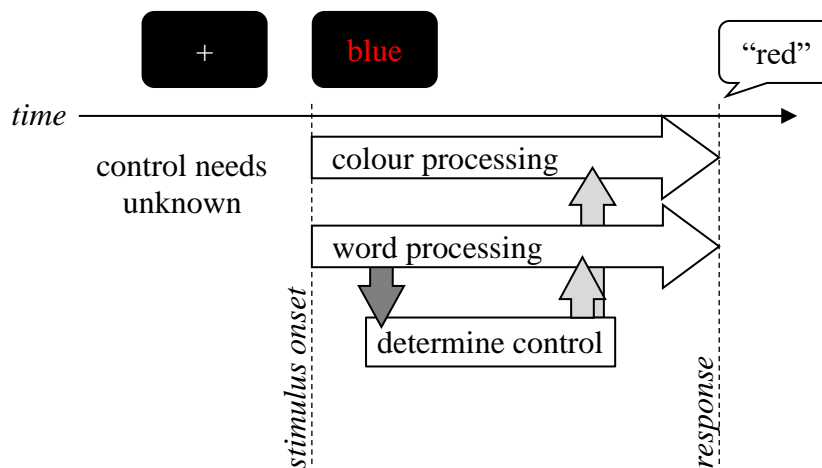 +
blue
“red”
time
control needs
unknown
colour processing
word processing
determine control
stimulus onset
response